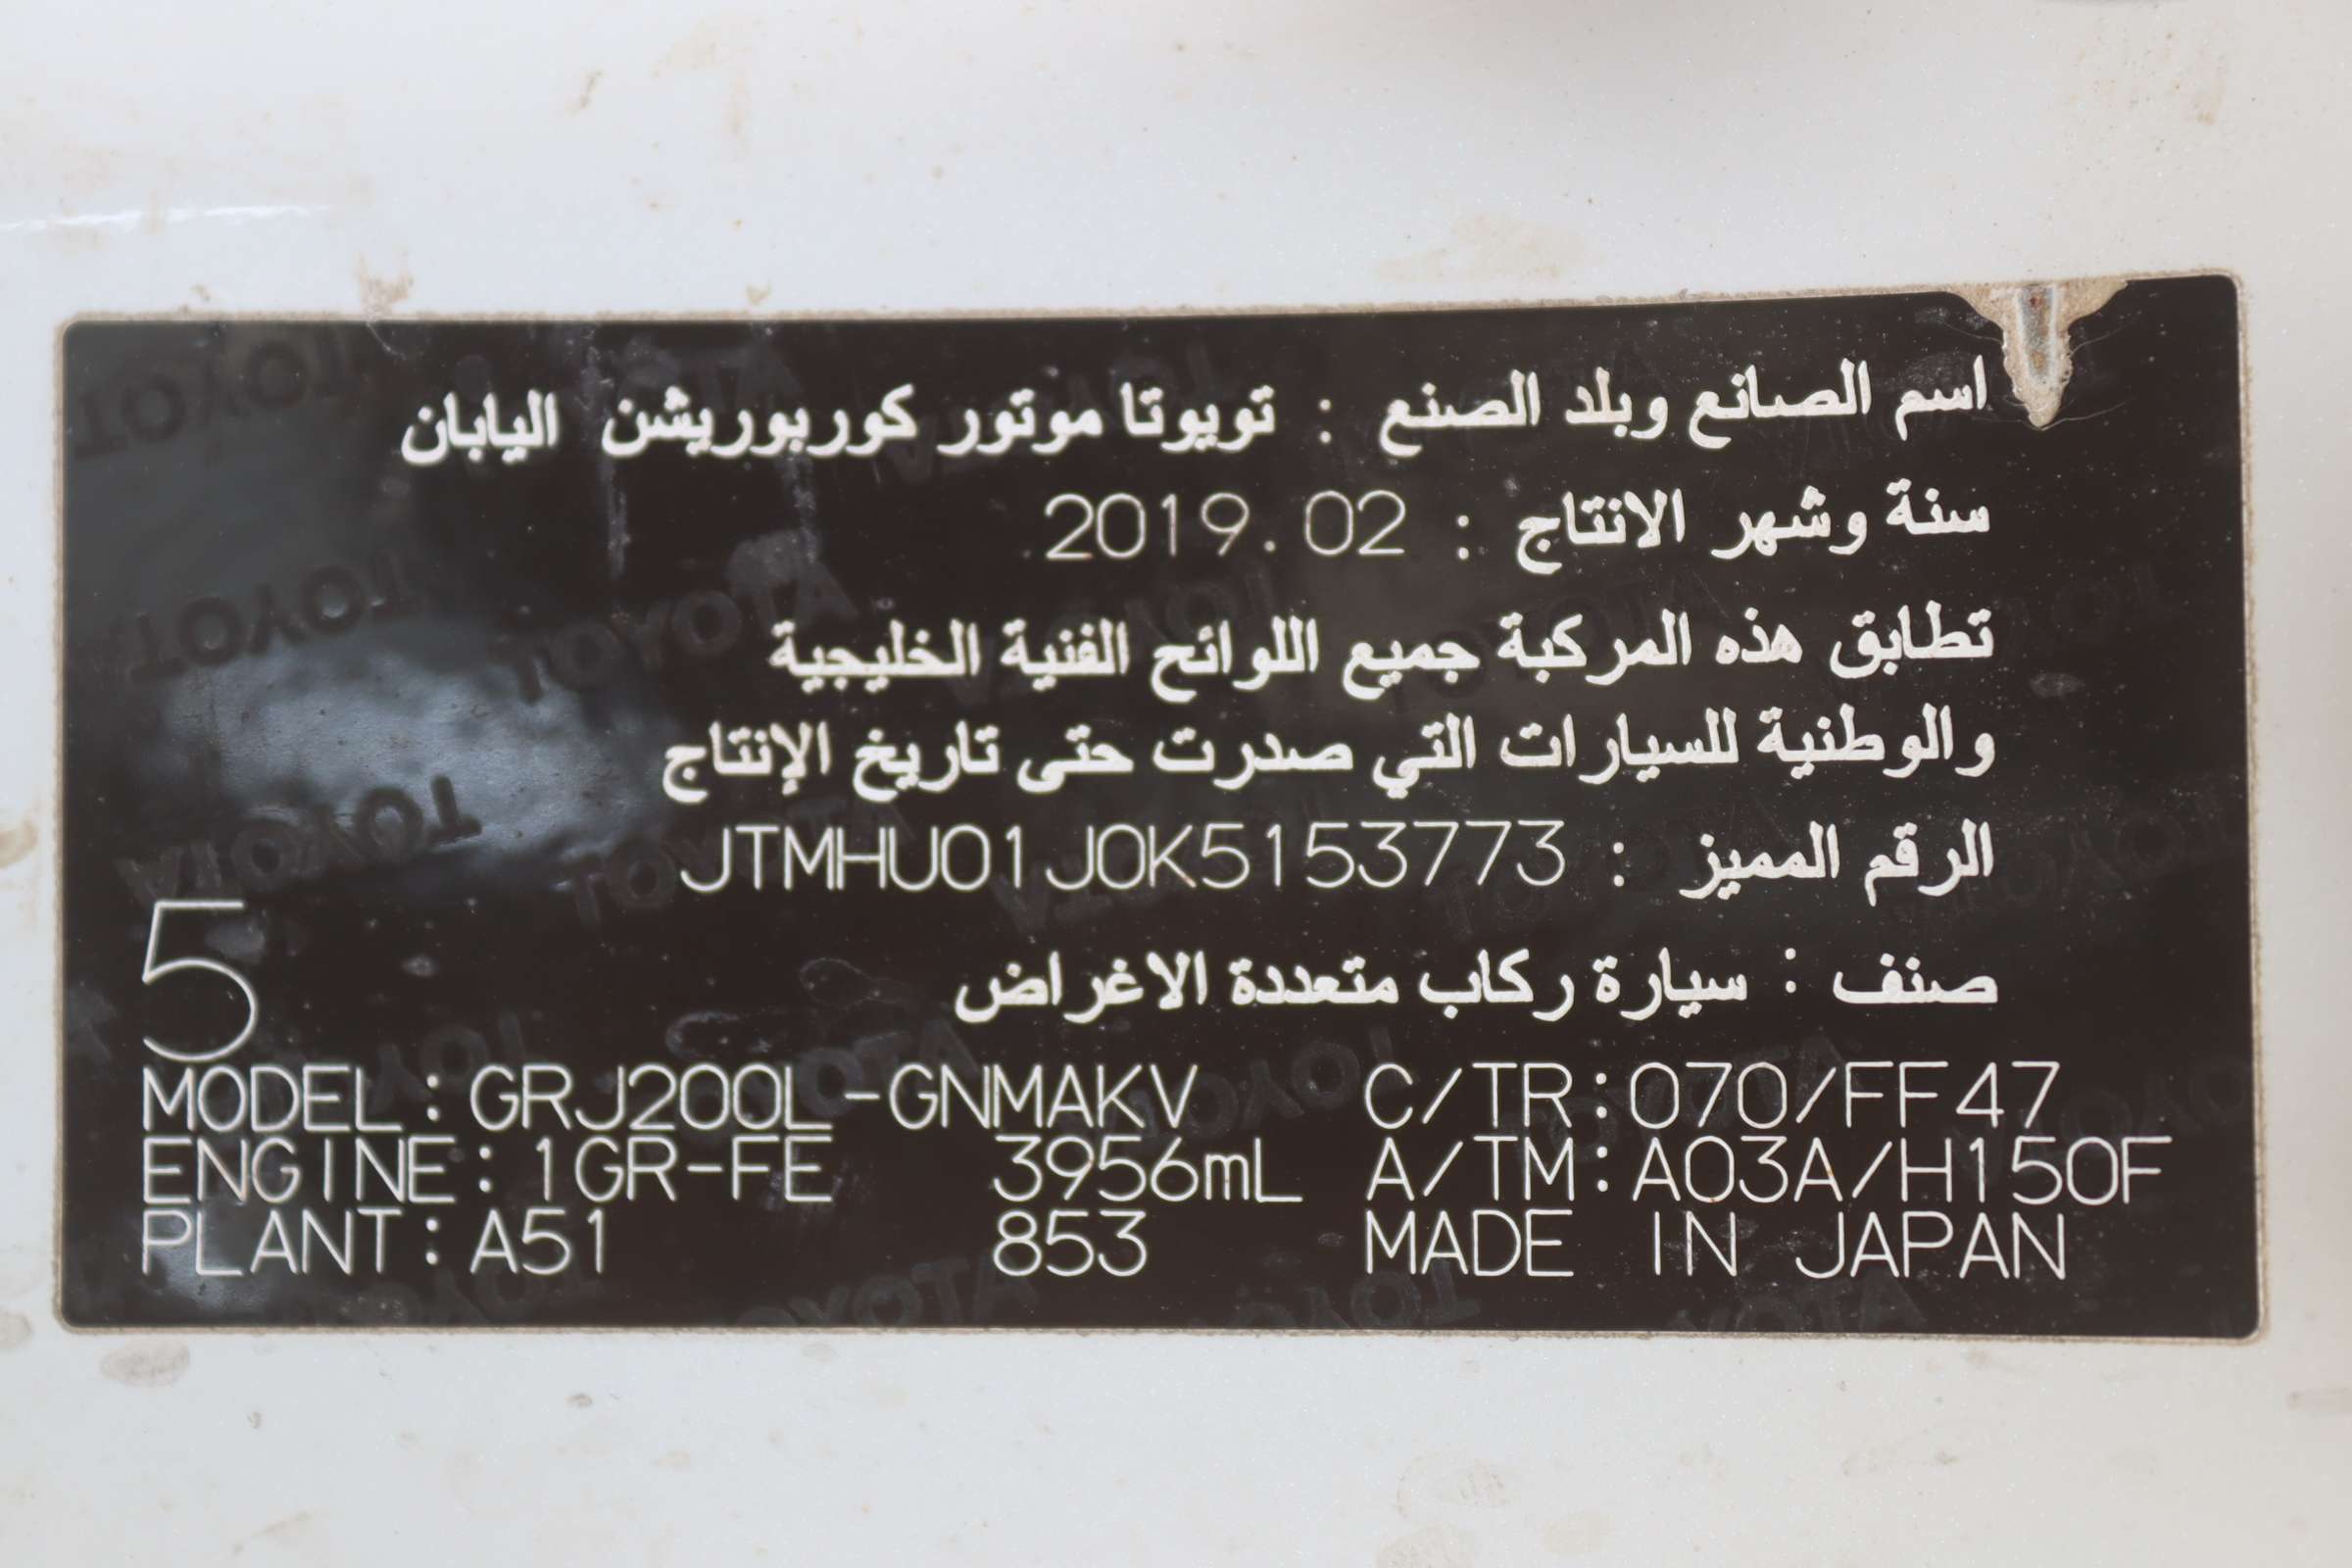 اسم الصانع وبلد الصنع : تويوتا موتور كوربوريشن اليابان
سنة وشهر الانتاج : 2019.02
تطابق هذه المركبة جميع اللوائح الفنية الخليجية
والوطنية للسيارات التي صدرت حتى تاريخ الإنتاج
الرقم المميز : JTMHU01J0K5153773
صنف : سيارة ركاب متعددة الاغراض
5
MODEL:GRJ200L-GNMAKV C/TR:070/FF47
ENGINE:1GR-FE 3956mL A/TM:A03A/H150F
PLANT:A51 853 MADE IN JAPAN